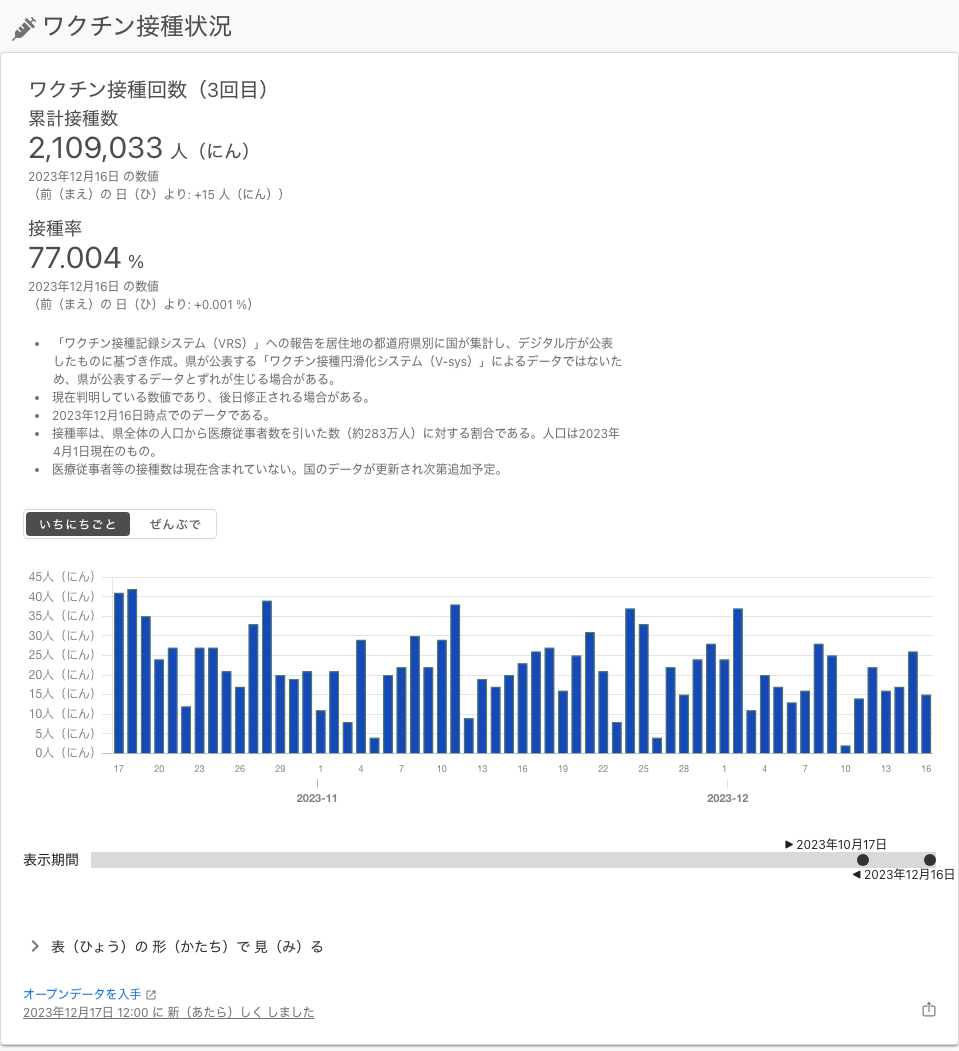 ワクチン接種状況
ワクチン接種回数（3回目）
累計接種数
2,109,033 人（にん）
2023年12月16日 の数値
（前（まえ）の 日（ひ）より: +15 人（にん））
接種率
77.004 %
2023年12月16日 の数値
（前（まえ）の 日（ひ）より: +0.001 %）
• 「ワクチン接種記録システム（VRS）」への報告を居住地の都道府県別に国が集計し、デジタル庁が公表
したものに基づき作成。県が公表する「ワクチン接種円滑化システム（V-sys）」によるデータではないた
め、県が公表するデータとずれが生じる場合がある。
• 現在判明している数値であり、後日修正される場合がある。
• 2023年12月16日時点でのデータである。
• 接種率は、県全体の人口から医療従事者数を引いた数（約283万人）に対する割合である。人口は2023年
4月1日現在のもの。
• 医療従事者等の接種数は現在含まれていない。国のデータが更新され次第追加予定。
いちにちごと ぜんぶで
45人（にん）
40人（にん）
35人（にん）
30人（にん）
25人（にん）
20人（にん）
15人（にん）
10人（にん）
5人（にん）
0人（にん）
17 20 23 26 29 1 4 7 10 13 16 19 22 25 28 1 4 7 10 13 16
2023-11 2023-12
▶ 2023年10月17日
表示期間
◀ 2023年12月16日
表（ひょう）の 形（かたち）で 見（み）る
オープンデータを入手
2023年12月17日 12:00 に 新（あたら）しく しました